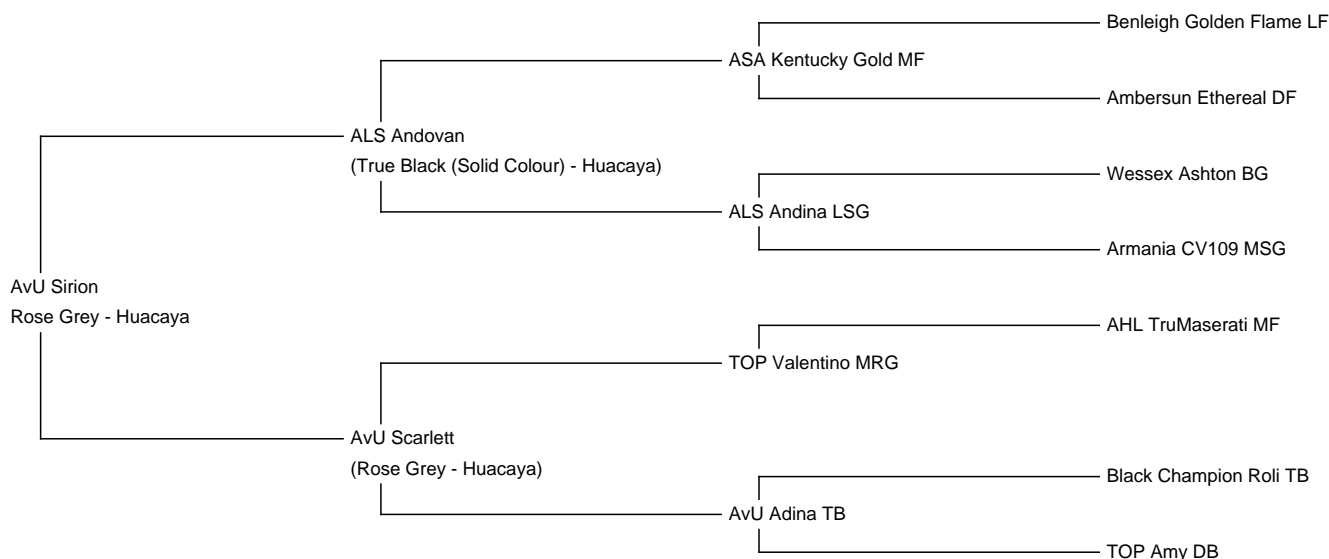 Benleigh Golden Flame LF
ASA Kentucky Gold MF
Ambersun Ethereal DF
ALS Andovan
(True Black (Solid Colour) - Huacaya)
Wessex Ashton BG
ALS Andina LSG
Armania CV109 MSG
AvU Sirion
Rose Grey - Huacaya
AHL TruMaserati MF
TOP Valentino MRG
AvU Scarlett
(Rose Grey - Huacaya)
Black Champion Roli TB
AvU Adina TB
TOP Amy DB